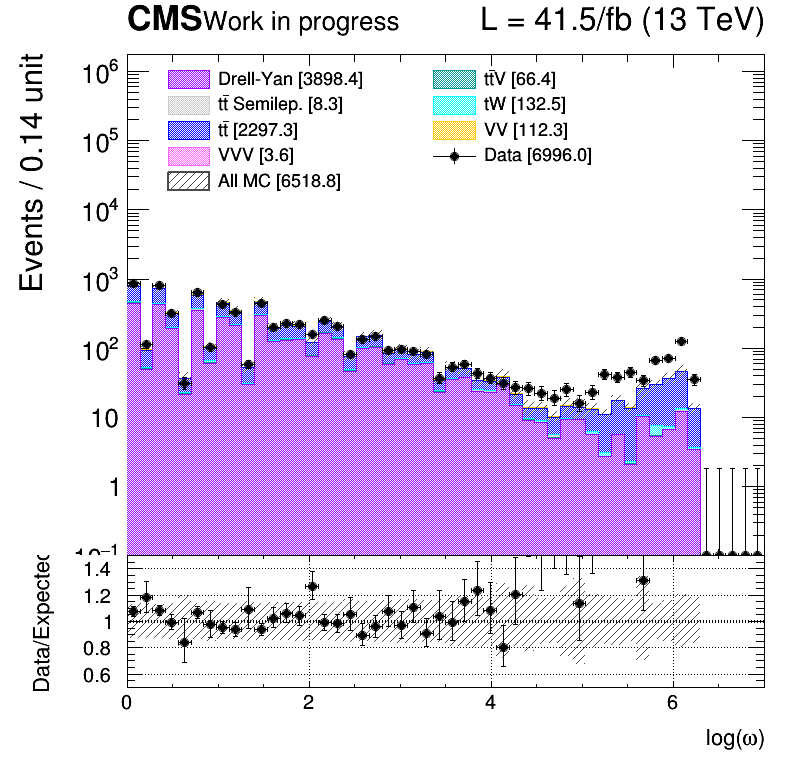 CMS Work in progress L = 41.5/fb (13 TeV)
Events / 0.14 unit
Drell-Yan [3898.4] tt̄V [66.4]
tt̄ Semilep. [8.3] tW [132.5]
tt̄ [2297.3] VV [112.3]
VVV [3.6] Data [6996.0]
All MC [6518.8]
10⁶
10⁵
10⁴
10³
10²
10
1
10⁻¹
Data/Expected
1.4
1.2
1
0.8
0.6
0 2 4 6
log(ω)